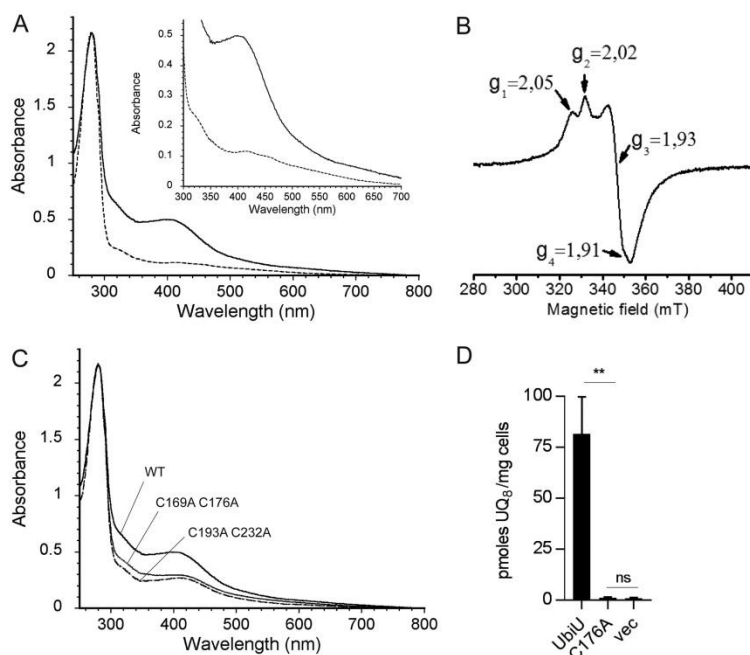 A
2
1.5
1
0.5
0
300 400 500 600 700 800
Absorbance
Wavelength (nm)
0.5
0.4
0.3
0.2
0.1
0
300 350 400 450 500 550 600 650 700
Absorbance
Wavelength (nm)
B
g1=2,05
g2=2,02
g3=1,93
g4=1,91
280 300 320 340 360 380 400
Magnetic field (mT)
C
2
1.5
1
0.5
0
300 400 500 600 700 800
Absorbance
Wavelength (nm)
WT
C169A C176A
C193A C232A
D
**
100
75
50
25
0
ns
pmoles UQ8/mg cells
UbiU
C176A
vec